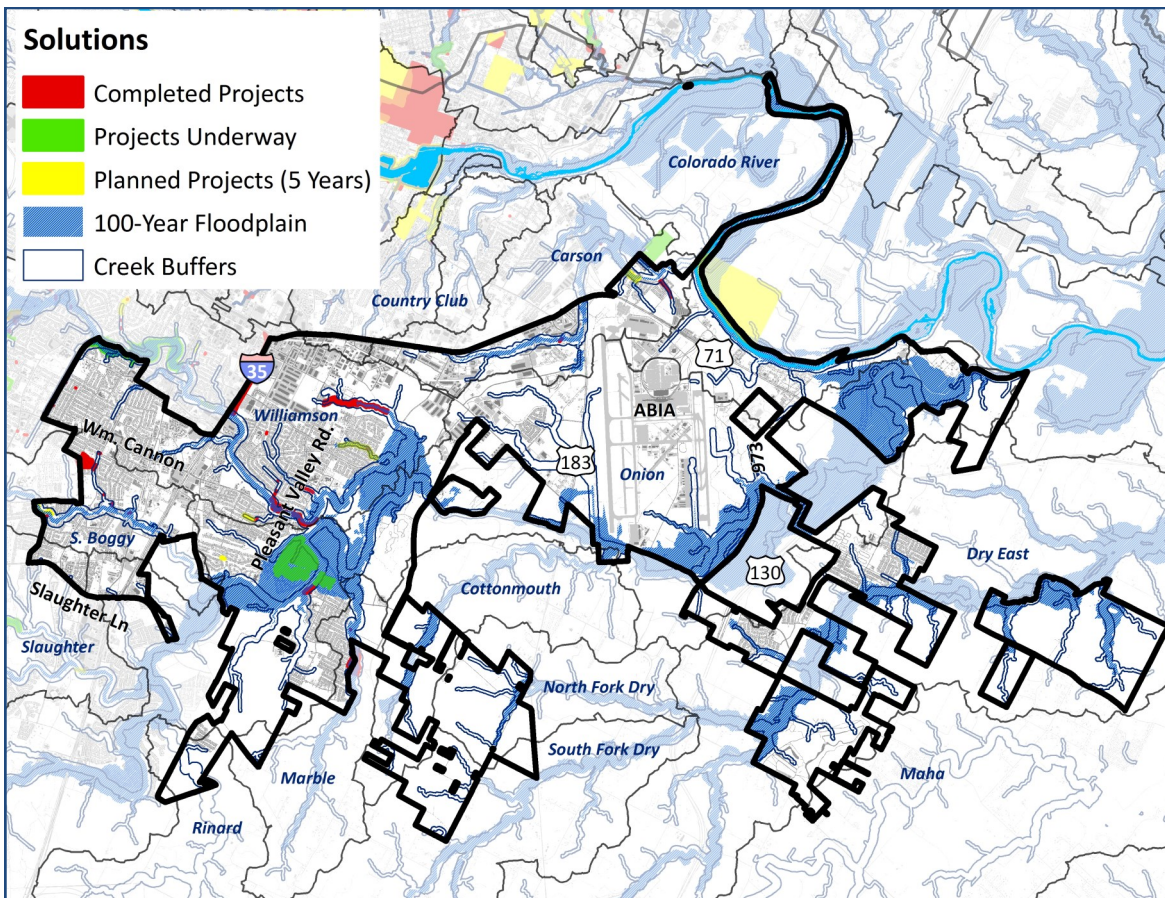 Solutions
Completed Projects
Projects Underway
Planned Projects (5 Years)
100-Year Floodplain
Creek Buffers
Colorado River
Carson
Country Club
71
35
ABIA
Williamson
Wm. Cannon
Pleasant Valley Rd.
183
Onion
F973
S. Boggy
130
Dry East
Cottonmouth
Slaughter Ln
Slaughter
North Fork Dry
South Fork Dry
Marble
Maha
Rinard